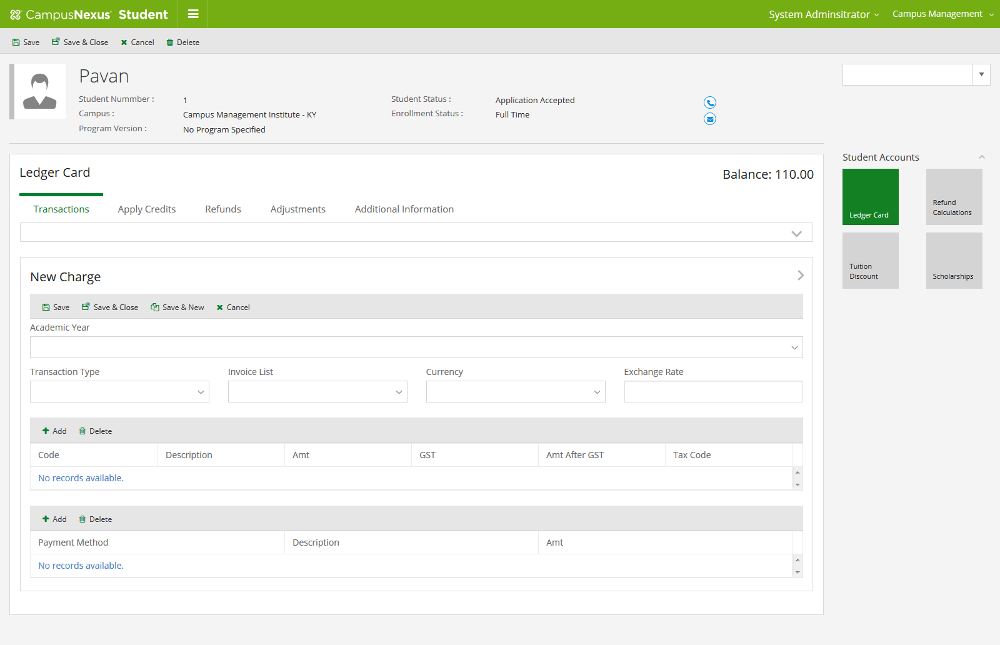 CampusNexus Student
System Adminsitrator
Campus Management
Save
Save & Close
Cancel
Delete
Pavan
Student Nummber :
1
Campus :
Campus Management Institute - KY
Program Version :
No Program Specified
Student Status :
Application Accepted
Enrollment Status :
Full Time
Ledger Card
Balance: 110.00
Transactions
Apply Credits
Refunds
Adjustments
Additional Information
New Charge
Save
Save & Close
Save & New
Cancel
Academic Year
Transaction Type
Invoice List
Currency
Exchange Rate
Add
Delete
Code
Description
Amt
GST
Amt After GST
Tax Code
No records available.
Add
Delete
Payment Method
Description
Amt
No records available.
Student Accounts
Ledger Card
Refund
Calculations
Tuition
Discount
Scholarships